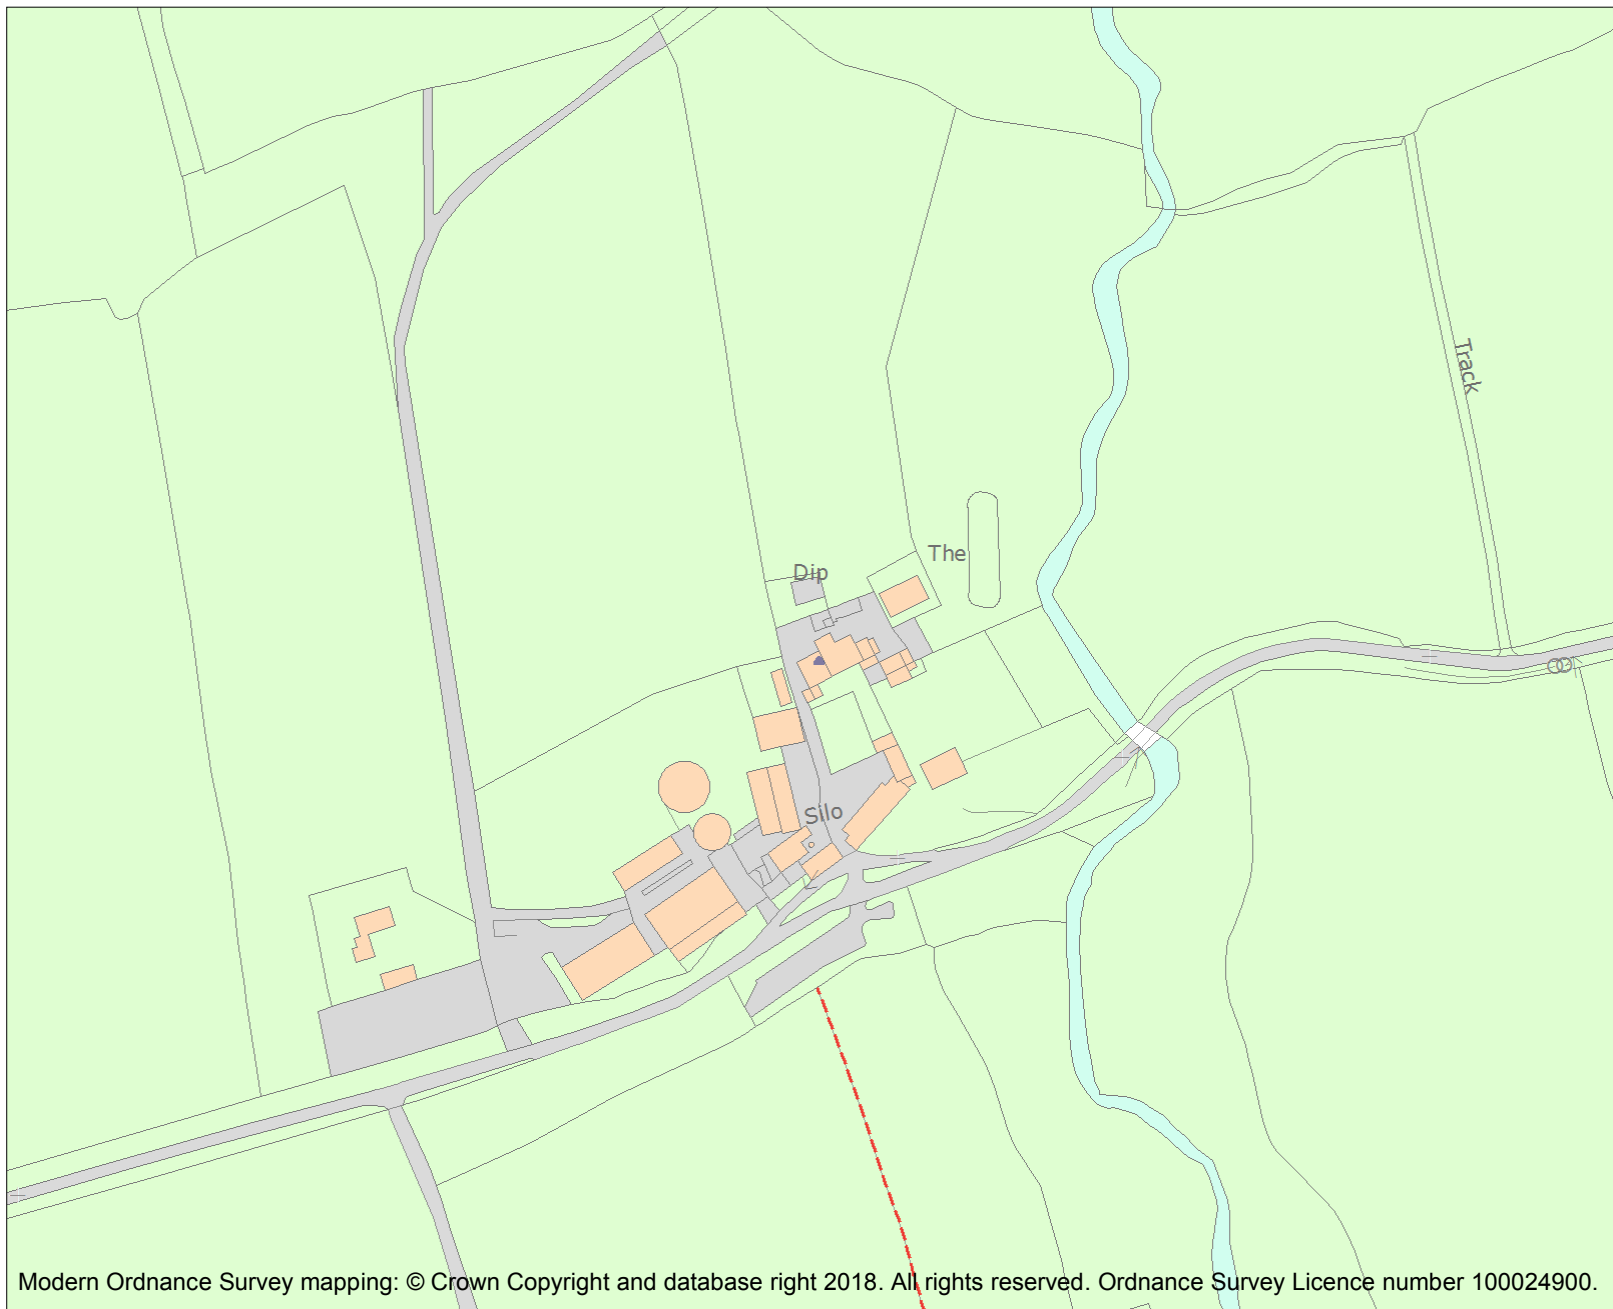 Track
The
Dip
Silo
Modern Ordnance Survey mapping: © Crown Copyright and database right 2018. All rights reserved. Ordnance Survey Licence number 100024900.